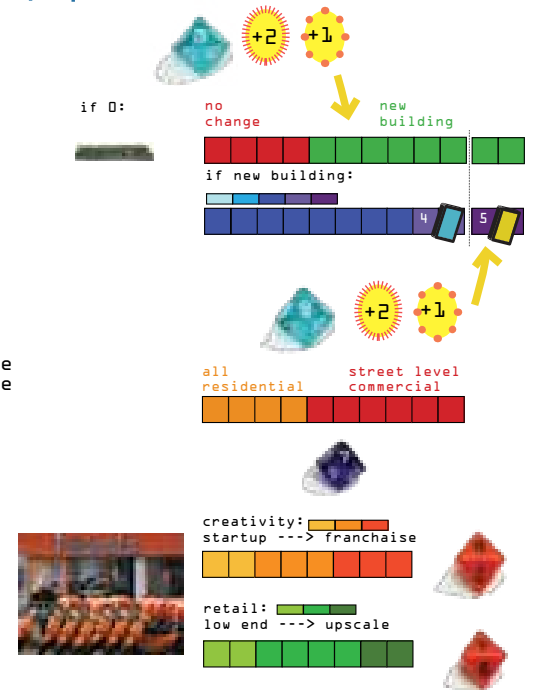 +2 +1
if 0:
no change
new building
if new building:
4
5
+2 +1
e
e
all residential
street level commercial
creativity:
startup ---> franchaise
retail:
low end ---> upscale